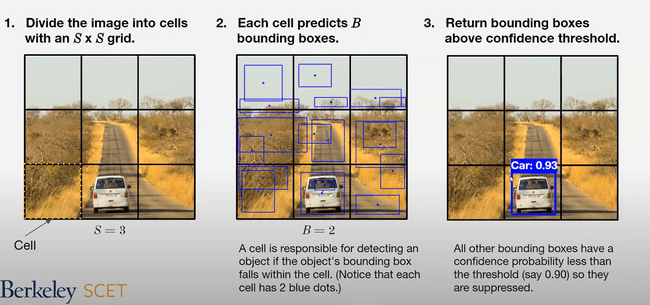 1. Divide the image into cells
with an S x S grid.
2. Each cell predicts B
bounding boxes.
3. Return bounding boxes
above confidence threshold.
Car: 0.93
S = 3
B = 2
Cell
A cell is responsible for detecting an
object if the object's bounding box
falls within the cell. (Notice that each
cell has 2 blue dots.)
All other bounding boxes have a
confidence probability less than
the threshold (say 0.90) so they
are suppressed.
Berkeley SCET